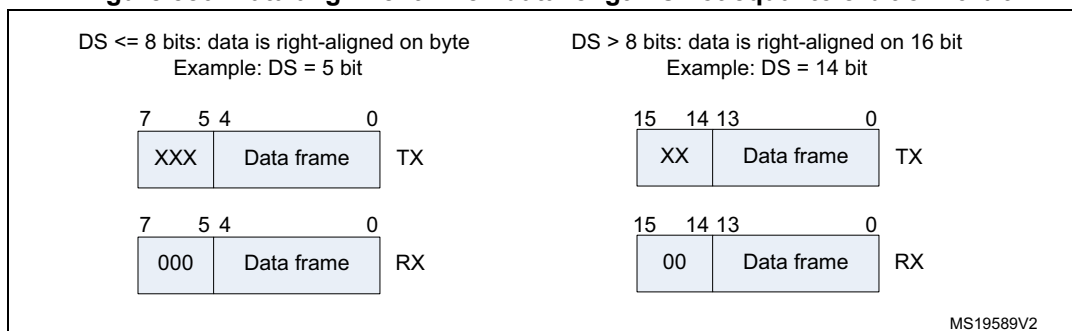 DS <= 8 bits: data is right-aligned on byte
Example: DS = 5 bit
7 5 4 0
XXX Data frame TX
7 5 4 0
000 Data frame RX
DS > 8 bits: data is right-aligned on 16 bit
Example: DS = 14 bit
15 14 13 0
XX Data frame TX
15 14 13 0
00 Data frame RX
MS19589V2